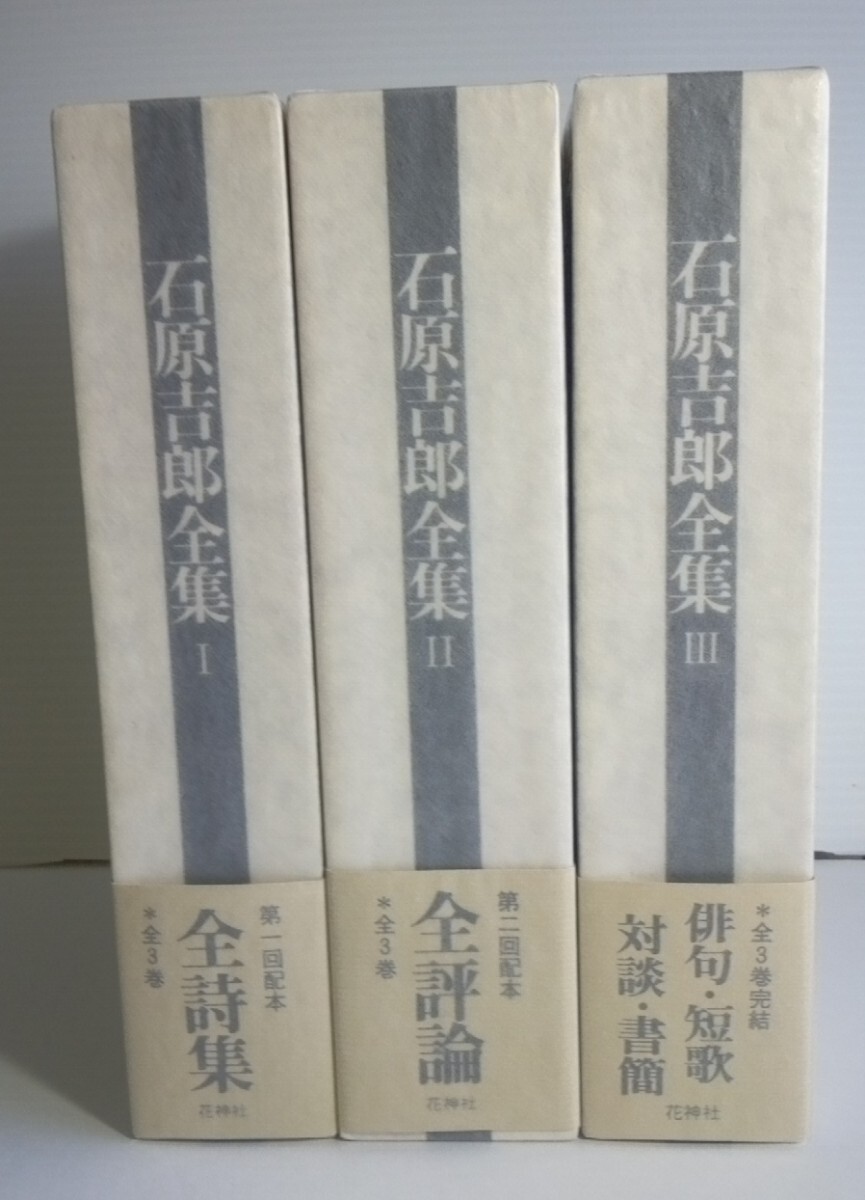 石原吉郎全集 I
第一回配本
全詩集
*全3巻
花神社
石原吉郎全集 II
第二回配本
全評論
*全3巻
花神社
石原吉郎全集 III
*全3巻完結
俳句・短歌
対談・書簡
花神社